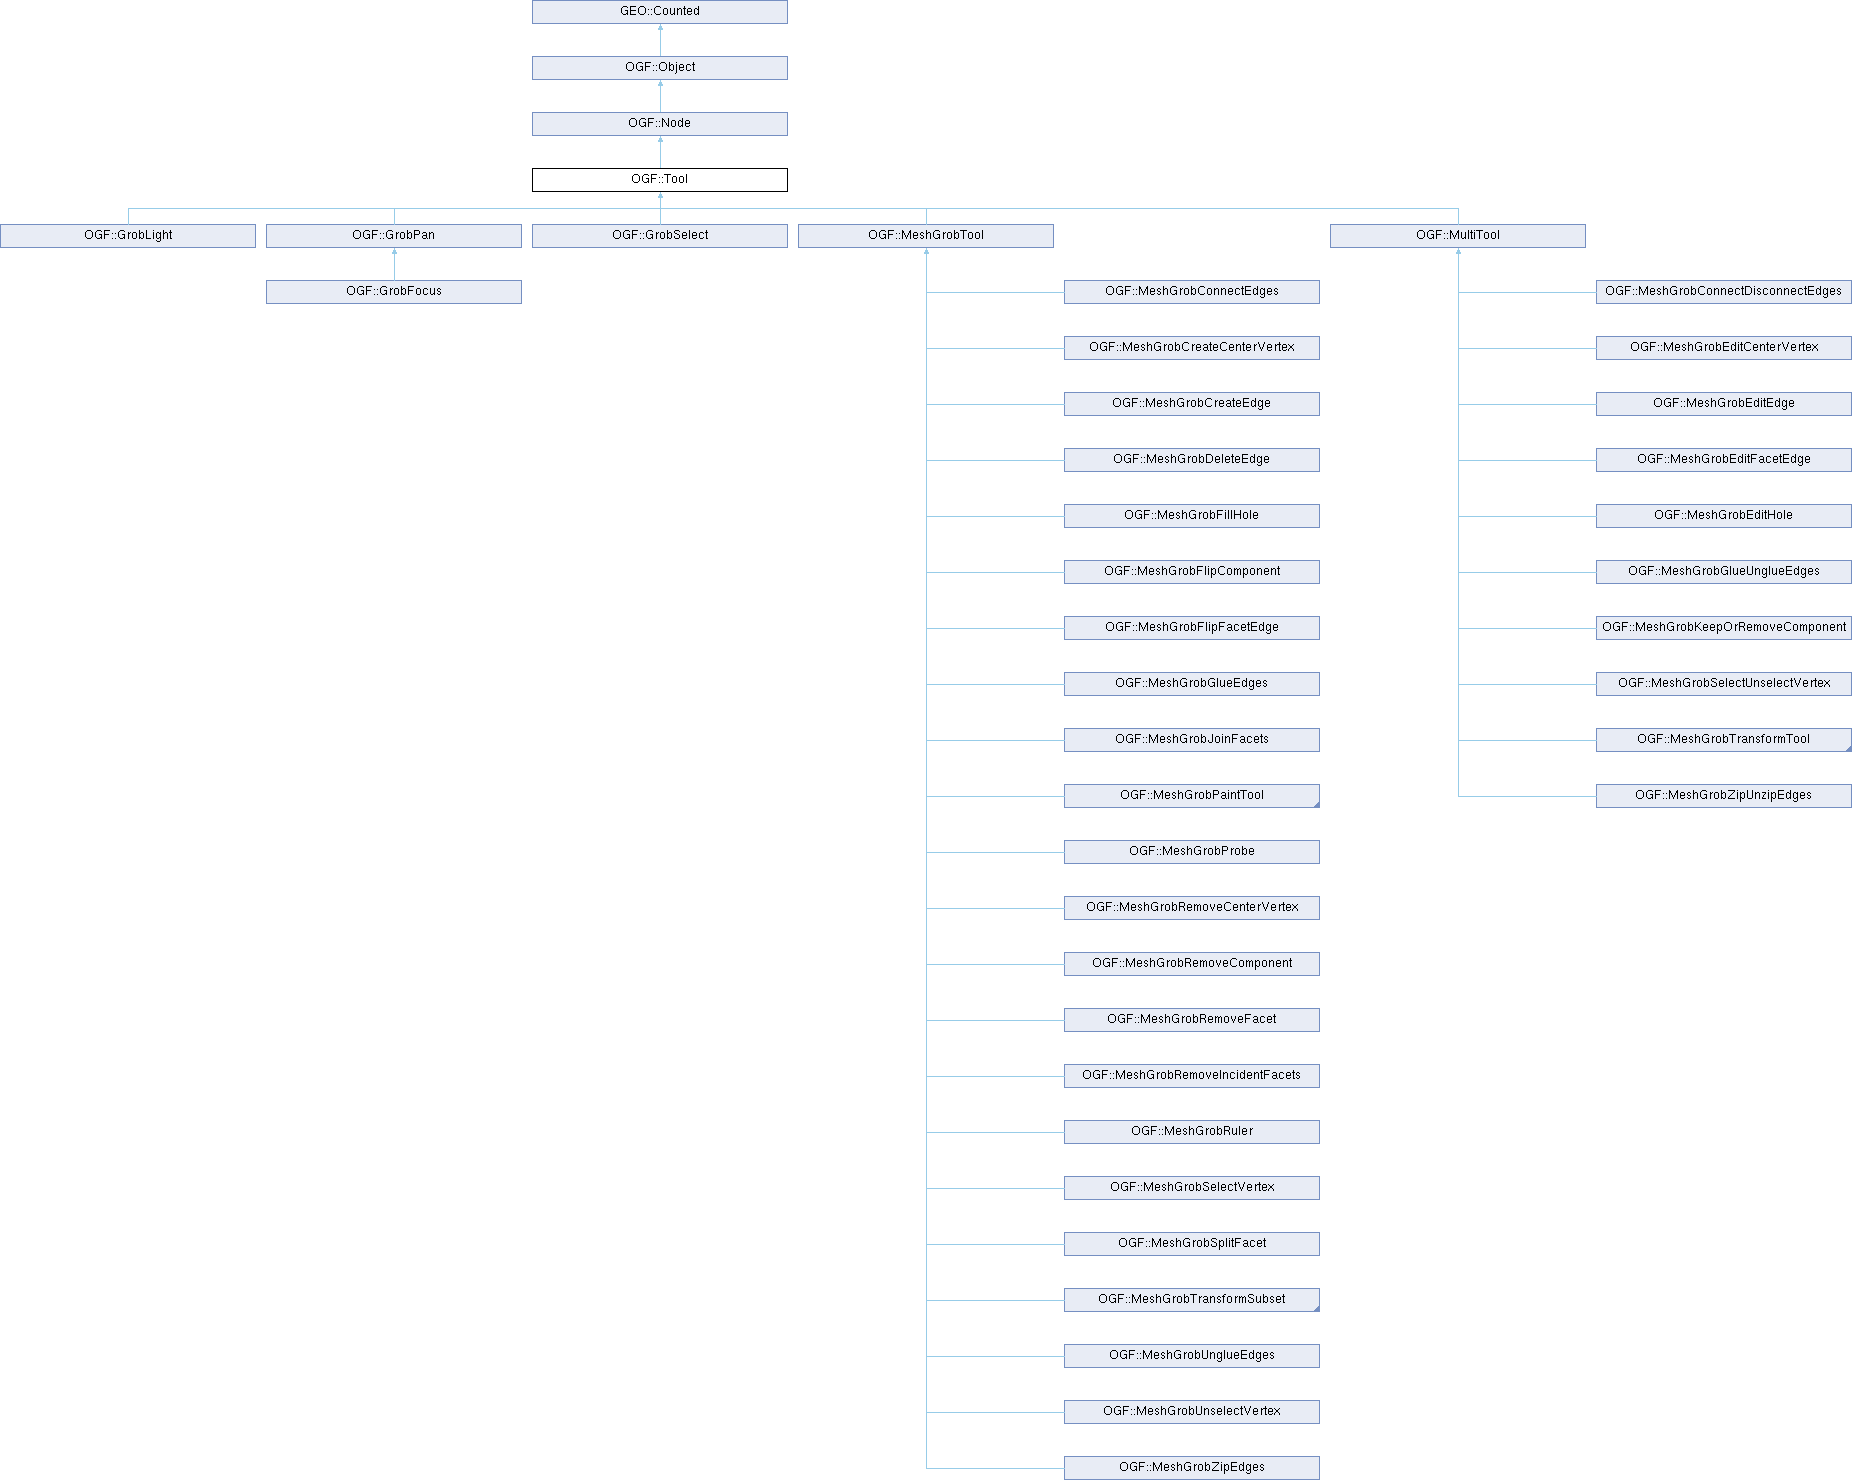 GEO::Counted
OGF::Object
OGF::Node
OGF::Tool
OGF::GrobLight
OGF::GrobPan
OGF::GrobSelect
OGF::MeshGrobTool
OGF::MultiTool
OGF::GrobFocus
OGF::MeshGrobConnectEdges
OGF::MeshGrobCreateCenterVertex
OGF::MeshGrobCreateEdge
OGF::MeshGrobDeleteEdge
OGF::MeshGrobFillHole
OGF::MeshGrobFlipComponent
OGF::MeshGrobFlipFacetEdge
OGF::MeshGrobGlueEdges
OGF::MeshGrobJoinFacets
OGF::MeshGrobPaintTool
OGF::MeshGrobProbe
OGF::MeshGrobRemoveCenterVertex
OGF::MeshGrobRemoveComponent
OGF::MeshGrobRemoveFacet
OGF::MeshGrobRemoveIncidentFacets
OGF::MeshGrobRuler
OGF::MeshGrobSelectVertex
OGF::MeshGrobSplitFacet
OGF::MeshGrobTransformSubset
OGF::MeshGrobUnglueEdges
OGF::MeshGrobUnselectVertex
OGF::MeshGrobZipEdges
OGF::MeshGrobConnectDisconnectEdges
OGF::MeshGrobEditCenterVertex
OGF::MeshGrobEditEdge
OGF::MeshGrobEditFacetEdge
OGF::MeshGrobEditHole
OGF::MeshGrobGlueUnglueEdges
OGF::MeshGrobKeepOrRemoveComponent
OGF::MeshGrobSelectUnselectVertex
OGF::MeshGrobTransformTool
OGF::MeshGrobZipUnzipEdges